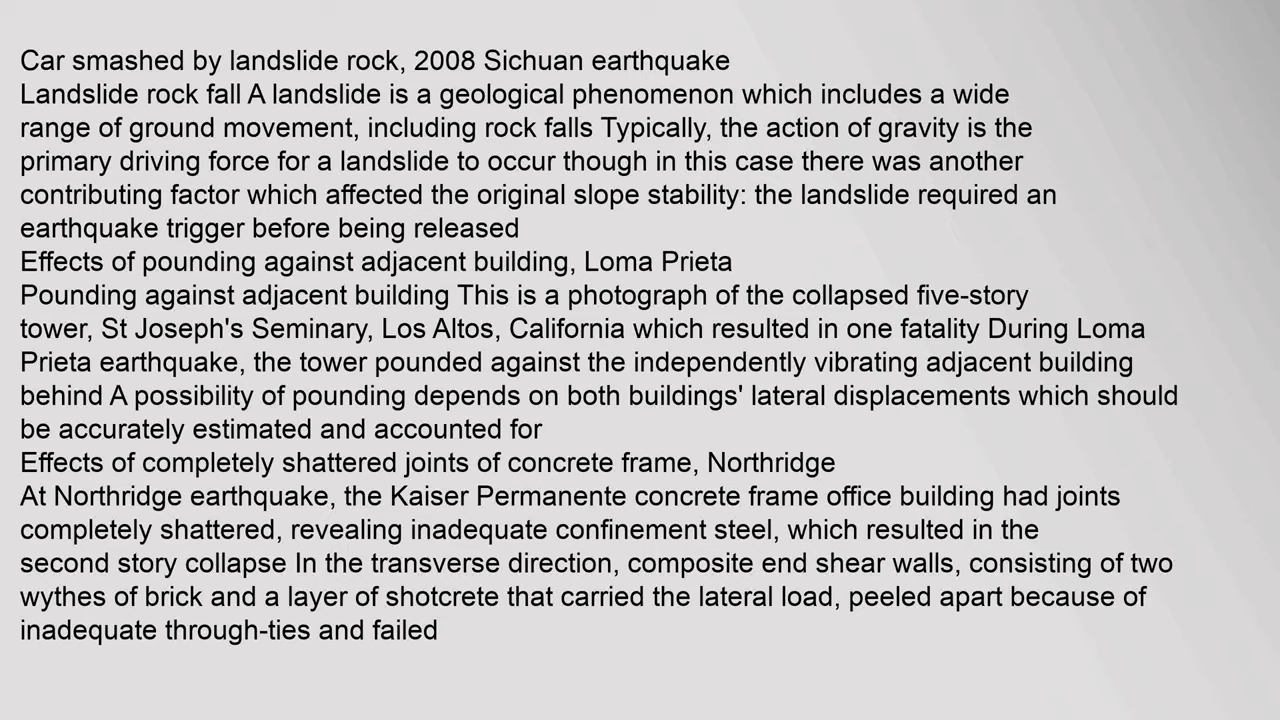 Car smashed by landslide rock, 2008 Sichuan earthquake
Landslide rock fall A landslide is a geological phenomenon which includes a wide
range of ground movement, including rock falls Typically, the action of gravity is the
primary driving force for a landslide to occur though in this case there was another
contributing factor which affected the original slope stability: the landslide required an
earthquake trigger before being released
Effects of pounding against adjacent building, Loma Prieta
Pounding against adjacent building This is a photograph of the collapsed five-story
tower, St Joseph's Seminary, Los Altos, California which resulted in one fatality During Loma
Prieta earthquake, the tower pounded against the independently vibrating adjacent building
behind A possibility of pounding depends on both buildings' lateral displacements which should
be accurately estimated and accounted for
Effects of completely shattered joints of concrete frame, Northridge
At Northridge earthquake, the Kaiser Permanente concrete frame office building had joints
completely shattered, revealing inadequate confinement steel, which resulted in the
second story collapse In the transverse direction, composite end shear walls, consisting of two
wythes of brick and a layer of shotcrete that carried the lateral load, peeled apart because of
inadequate through-ties and failed